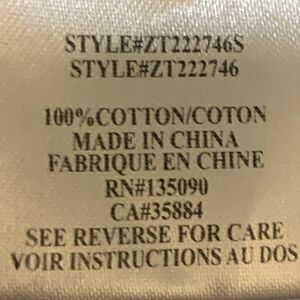 STYLE#ZT222746S
STYLE#ZT222746
100%COTTON/COTON
MADE IN CHINA
FABRIQUE EN CHINE
RN#135090
CA#35884
SEE REVERSE FOR CARE
VOIR INSTRUCTIONS AU DOS